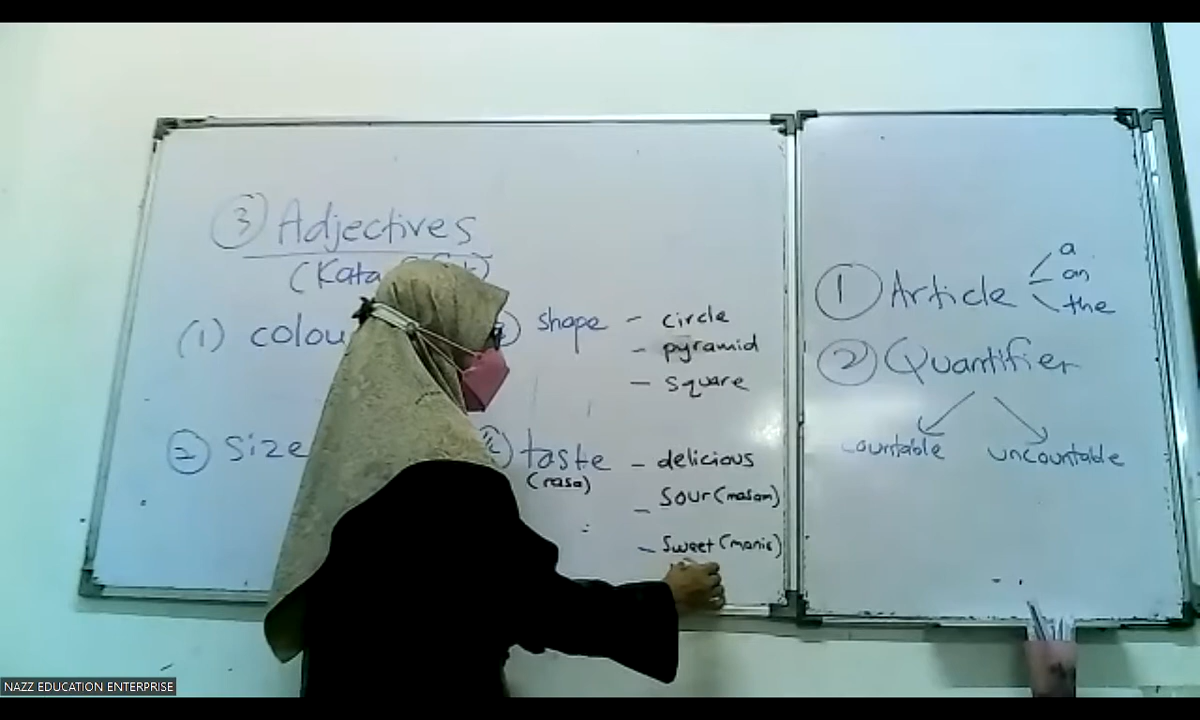 ③ Adjectives
(Kata
(1) colou
shape - circle
- pyramid
- square
② Size
taste - delicious
(rasa)
- Sour (masam)
- Sweet (manis)
① Article a
an
the
② Quantifier
countable uncountable
NAZZ EDUCATION ENTERPRISE